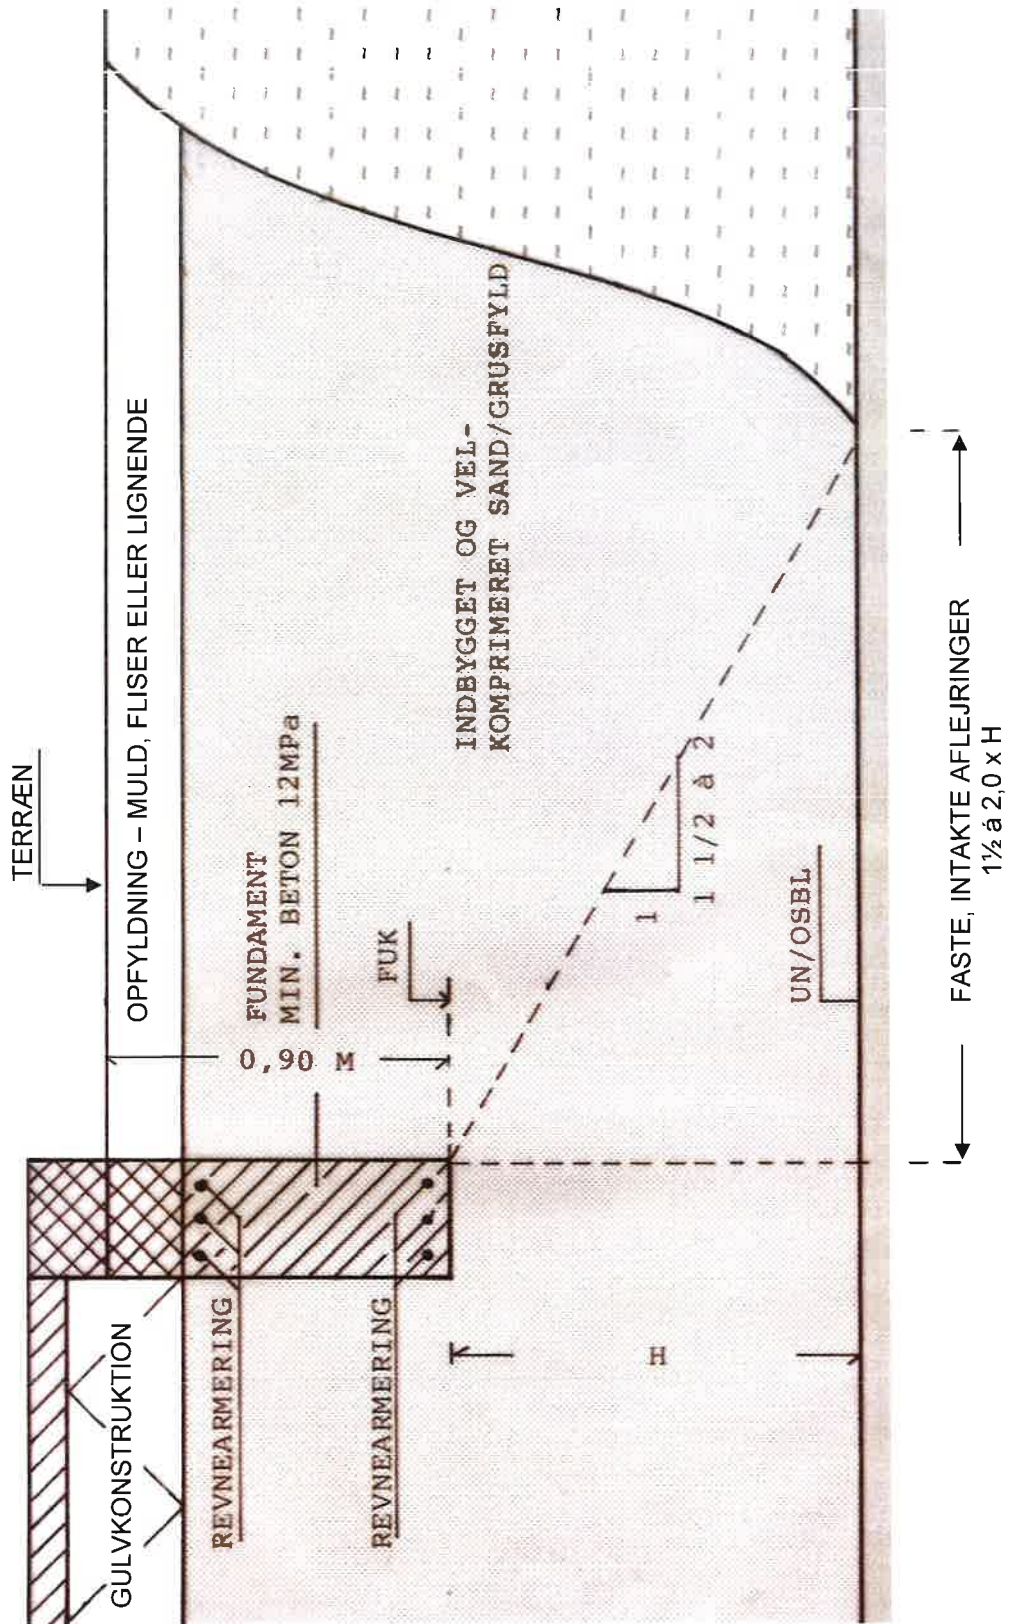 TERRÆN
OPFYLDNING – MULD, FLISER ELLER LIGNENDE
GULVKONSTRUKTION
FUNDAMENT
MIN. BETON 12MPa
0,90 M
FUK
REVNEARMERING
REVNEARMERING
INDBYGGET OG VEL-
KOMPRIMERET SAND/GRUSFYLD
1
1 1/2 à 2
H
UN/OSBL
FASTE, INTAKTE AFLEJRINGER
1½ á 2,0 x H